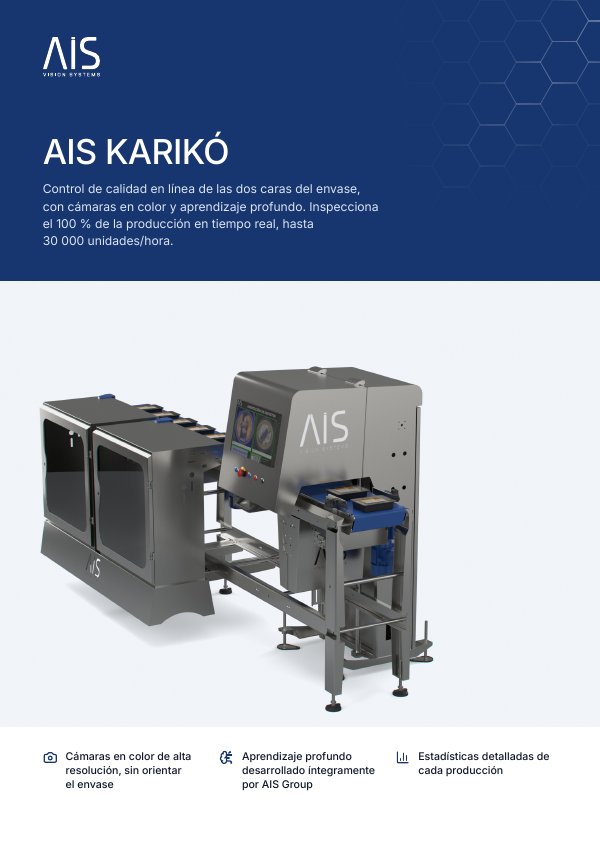 AIS
VISION SYSTEMS
AIS KARIKÓ
Control de calidad en línea de las dos caras del envase,
con cámaras en color y aprendizaje profundo. Inspecciona
el 100 % de la producción en tiempo real, hasta
30 000 unidades/hora.
AIS
VISION SYSTEMS
AIS
Cámaras en color de alta
resolución, sin orientar
el envase
Aprendizaje profundo
desarrollado íntegramente
por AIS Group
Estadísticas detalladas de
cada producción